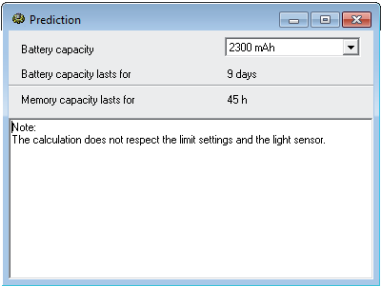 Prediction
Battery capacity 2300 mAh
Battery capacity lasts for 9 days
Memory capacity lasts for 45 h
Note:
The calculation does not respect the limit settings and the light sensor.